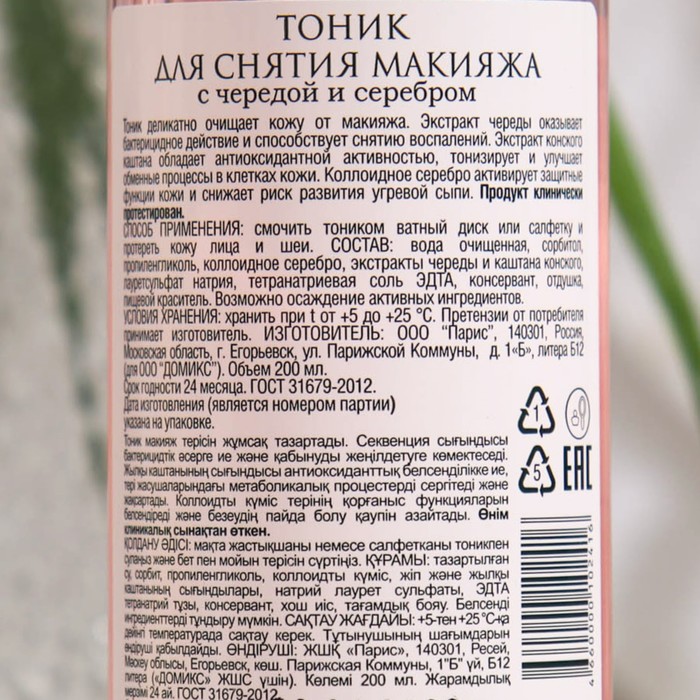 ТОНИК
ДЛЯ СНЯТИЯ МАКИЯЖА
с чередой и серебром
Тоник деликатно очищает кожу от макияжа. Экстракт череды оказывает
бактерицидное действие и способствует снятию воспалений. Экстракт конского
каштана обладает антиоксидантной активностью, тонизирует и улучшает
обменные процессы в клетках кожи. Коллоидное серебро активирует защитные
функции кожи и снижает риск развития угревой сыпи. Продукт клинически
протестирован.
СПОСОБ ПРИМЕНЕНИЯ: смочить тоником ватный диск или салфетку и
протереть кожу лица и шеи. СОСТАВ: вода очищенная, сорбитол,
пропиленгликоль, коллоидное серебро, экстракты череды и каштана конского,
лауретсульфат натрия, тетранатриевая соль ЭДТА, консервант, отдушка,
пищевой краситель. Возможно осаждение активных ингредиентов.
УСЛОВИЯ ХРАНЕНИЯ: хранить при t от +5 до +25 °С. Претензии от потребителя
принимает изготовитель. ИЗГОТОВИТЕЛЬ: ООО "Парис", 140301, Россия,
Московская область, г. Егорьевск, ул. Парижской Коммуны, д. 1«Б», литера Б12
(для ООО "ДОМИКС"). Объем 200 мл.
Срок годности 24 месяца. ГОСТ 31679-2012.
Дата изготовления (является номером партии)
указана на упаковке.
Тоник макияж терісін жұмсақ тазартады. Секвенция сығындысы
бактерицидтік әсерге ие және қабынуды жеңілдетуге көмектеседі.
Жылқы каштанының сығындысы антиоксиданттық белсенділікке ие,
тері жасушаларындағы метаболикалық процестерді сергітеді және
жақсартады. Коллоидты күміс терінің қорғаныс функцияларын
белсендіреді және безеудің пайда болу қаупін азайтады. Өнім
клиникалық сынақтан өткен.
ҚОЛДАНУ ӘДІСІ: мақта жастықшаны немесе салфетканы тоникпен
сулаңыз және бет пен мойын терісін сүртіңіз. ҚҰРАМЫ: тазартылған
су, сорбит, пропиленгликоль, коллоидты күміс, жіп және жылқы
каштанының сығындылары, натрий лаурет сульфаты, ЭДТА
тетранатрий тұзы, консервант, хош иіс, тағамдық бояу. Белсенді
ингредиенттерді тұндыру мүмкін. САҚТАУ ЖАҒДАЙЫ: +5-тен +25 °С-қа
дейінгі температурада сақтау керек. Тұтынушының шағымдарын
өндіруші қабылдайды. ӨНДІРУШІ: ЖШҚ «Парис», 140301, Ресей,
Мәскеу облысы, Егорьевск, көш. Парижская Коммуны, 1"Б" үй, Б12
литера («ДОМИКС» ЖШС үшін). Көлемі 200 мл. Жарамдылық
мерзімі 24 ай. ГОСТ 31679-2012.
1
5
EAC